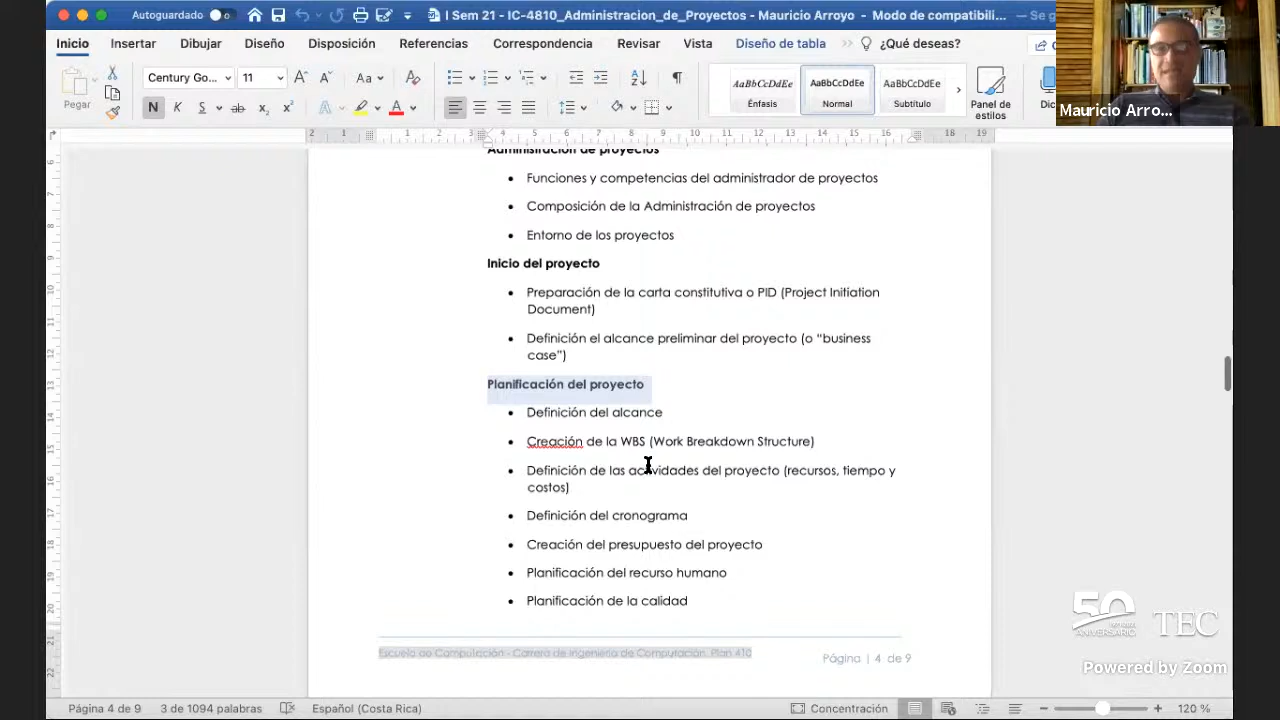 Autoguardado
I Sem 21 - IC-4810_Administracion_de_Proyectos - Mauricio Arroyo - Modo de compatibili... — Se g
Inicio Insertar Dibujar Diseño Disposición Referencias Correspondencia Revisar Vista Diseño de tabla ¿Qué deseas?
Pegar
Century Go... 11
N K S ab x₂ x²
AaBbCcDdEe AaBbCcDdEe AaBbCcDdEe
Énfasis Normal Subtítulo
Panel de
estilos
Mauricio Arro...
Administración de proyectos
• Funciones y competencias del administrador de proyectos
• Composición de la Administración de proyectos
• Entorno de los proyectos
Inicio del proyecto
• Preparación de la carta constitutiva - PID (Project Initiation
Document)
• Definición el alcance preliminar del proyecto (o “business
case”)
Planificación del proyecto
• Definición del alcance
• Creación de la WBS (Work Breakdown Structure)
• Definición de las actividades del proyecto (recursos, tiempo y
costos)
• Definición del cronograma
• Creación del presupuesto del proyecto
• Planificación del recurso humano
• Planificación de la calidad
Escuela de Computación - Carrera de Ingeniería de Computación. Plan 410
Página | 4 de 9
50 ANIVERSARIO TEC
Powered by Zoom
Página 4 de 9 3 de 1094 palabras Español (Costa Rica) Concentración 120 %